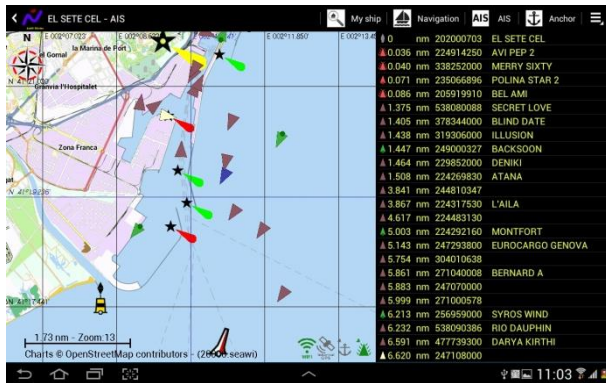 EL SETE CEL - AIS
My ship
Navigation
AIS AIS
Anchor
N
E 002°07.023
E 002°11.850
la Marina de Port
el Gornal
Granvia l'Hospitalet
Zona Franca
1.73 nm - Zoom:13
Charts © OpenStreetMap contributors - (20000.seawi)
WIFI
0 nm 202000703 EL SETE CEL
0.036 nm 224914250 AVI PEP 2
0.040 nm 338252000 MERRY SIXTY
0.071 nm 235066896 POLINA STAR 2
0.086 nm 205919910 BEL AMI
1.375 nm 538080088 SECRET LOVE
1.405 nm 378344000 BLIND DATE
1.438 nm 319306000 ILLUSION
1.447 nm 249000327 BACKSOON
1.464 nm 229852000 DENIKI
1.508 nm 224269830 ATANA
3.841 nm 244810347
3.867 nm 224317530 L'AILA
4.617 nm 224483130
5.003 nm 224292160 MONTFORT
5.143 nm 247293800 EUROCARGO GENOVA
5.754 nm 304010638
5.861 nm 271040008 BERNARD A
5.883 nm 247070000
5.999 nm 271000578
6.213 nm 256959000 SYROS WIND
6.232 nm 538090386 RIO DAUPHIN
6.591 nm 477739300 DARYA KIRTHI
6.620 nm 247108000
11:03